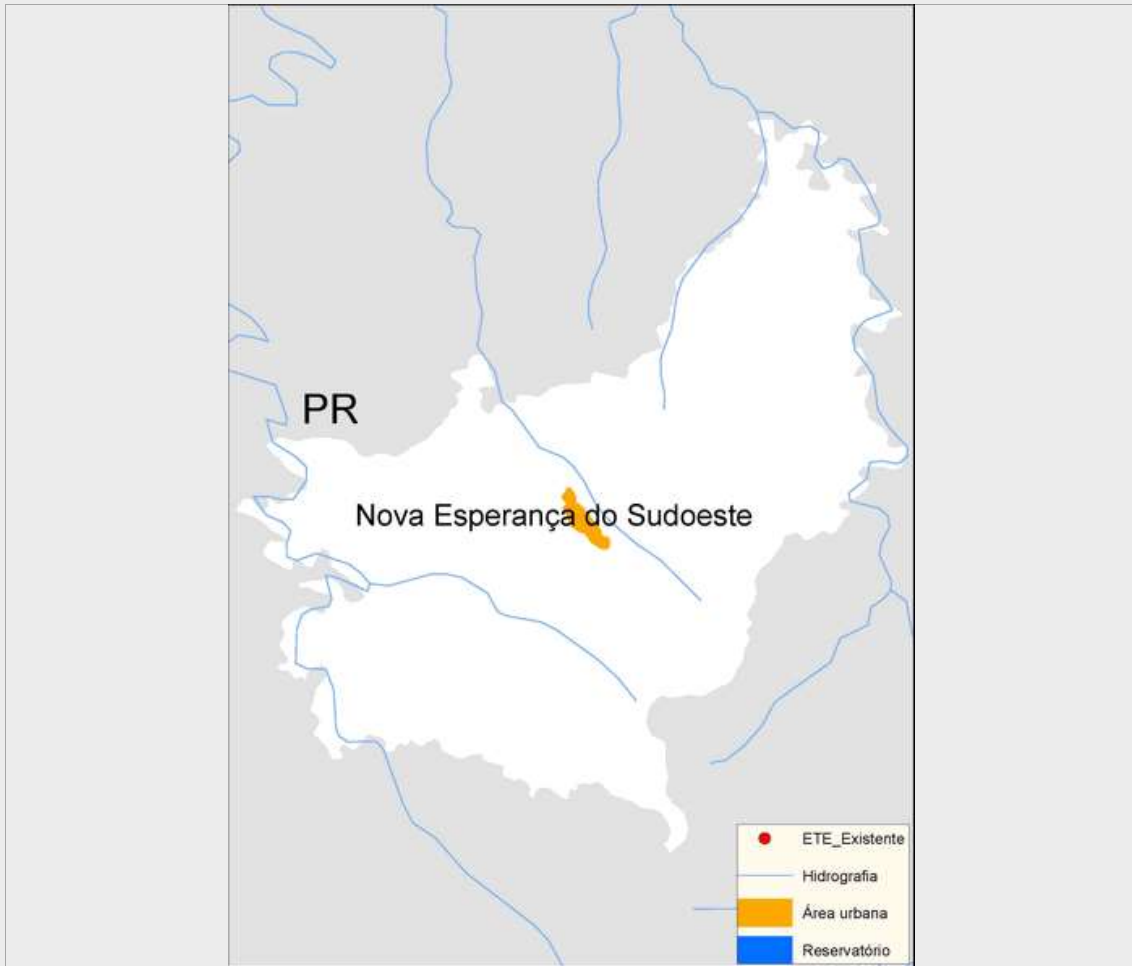 PR
Nova Esperança do Sudoeste
ETE_Existente
Hidrografia
Área urbana
Reservatório